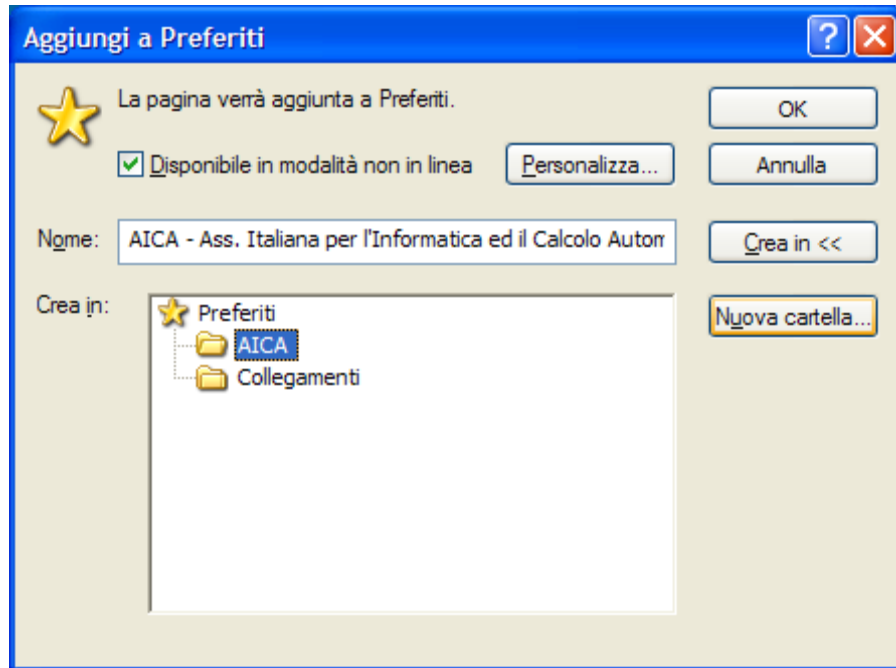 Aggiungi a Preferiti
La pagina verrà aggiunta a Preferiti.
OK
Disponibile in modalità non in linea
Personalizza...
Annulla
Nome:
AICA - Ass. Italiana per l'Informatica ed il Calcolo Autom
Crea in <<
Crea in:
Preferiti
AICA
Collegamenti
Nuova cartella...